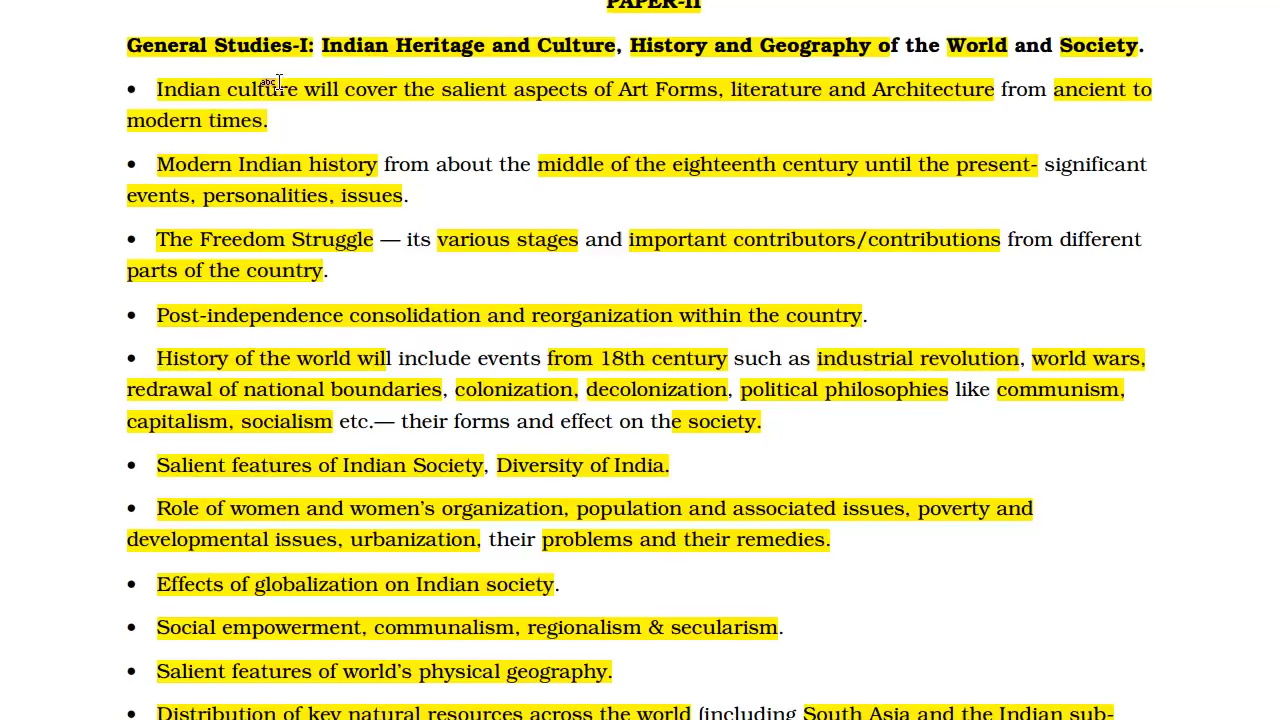 PAPER-II
General Studies-I: Indian Heritage and Culture, History and Geography of the World and Society.
• Indian culture will cover the salient aspects of Art Forms, literature and Architecture from ancient to
modern times.
• Modern Indian history from about the middle of the eighteenth century until the present- significant
events, personalities, issues.
• The Freedom Struggle — its various stages and important contributors/contributions from different
parts of the country.
• Post-independence consolidation and reorganization within the country.
• History of the world will include events from 18th century such as industrial revolution, world wars,
redrawal of national boundaries, colonization, decolonization, political philosophies like communism,
capitalism, socialism etc.— their forms and effect on the society.
• Salient features of Indian Society, Diversity of India.
• Role of women and women’s organization, population and associated issues, poverty and
developmental issues, urbanization, their problems and their remedies.
• Effects of globalization on Indian society.
• Social empowerment, communalism, regionalism & secularism.
• Salient features of world’s physical geography.
• Distribution of key natural resources across the world (including South Asia and the Indian sub-